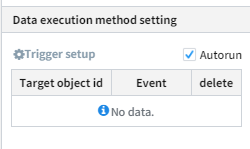 Data execution method setting
Trigger setup Autorun
Target object id Event delete
No data.